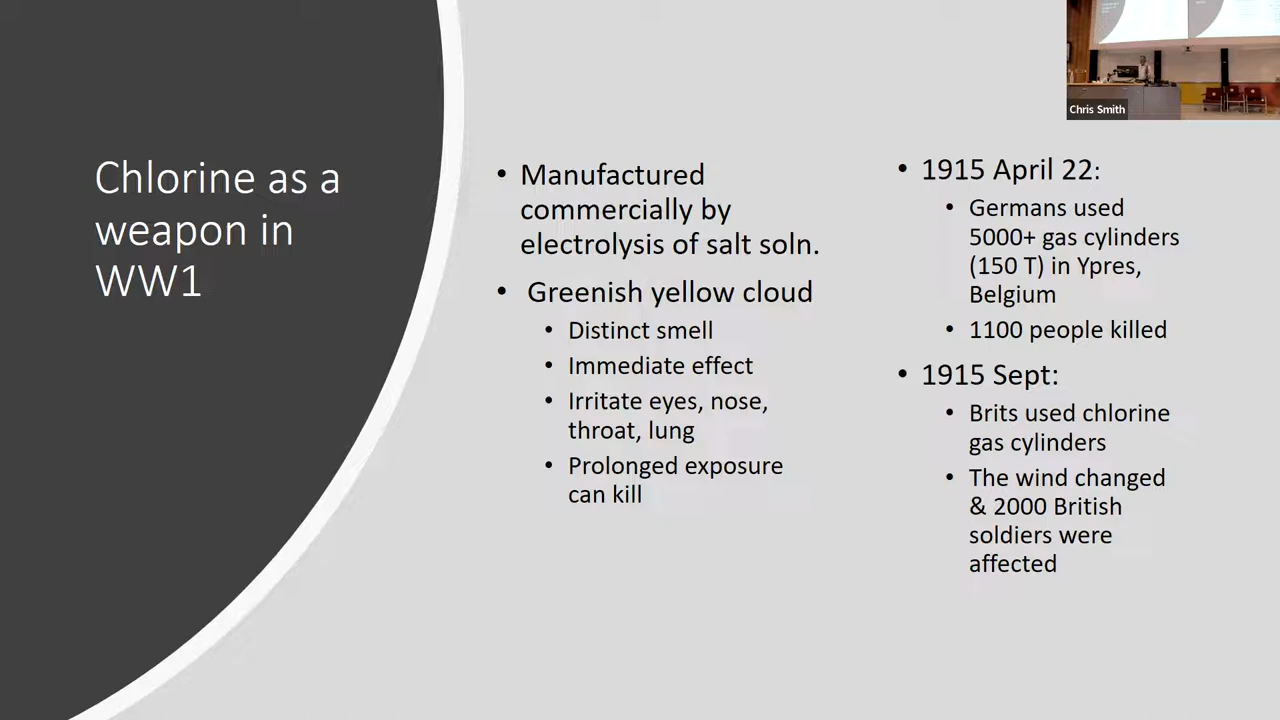 Chlorine as a
weapon in
WW1
• Manufactured
commercially by
electrolysis of salt soln.
• Greenish yellow cloud
• Distinct smell
• Immediate effect
• Irritate eyes, nose,
throat, lung
• Prolonged exposure
can kill
• 1915 April 22:
• Germans used
5000+ gas cylinders
(150 T) in Ypres,
Belgium
• 1100 people killed
• 1915 Sept:
• Brits used chlorine
gas cylinders
• The wind changed
& 2000 British
soldiers were
affected
Chris Smith